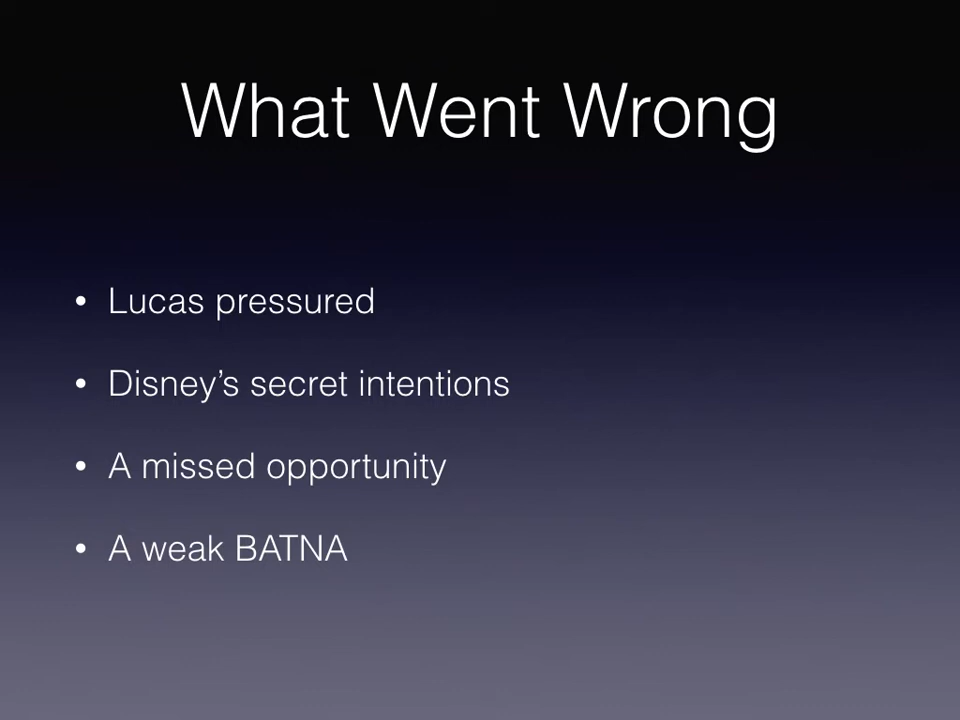 What Went Wrong
• Lucas pressured
• Disney’s secret intentions
• A missed opportunity
• A weak BATNA